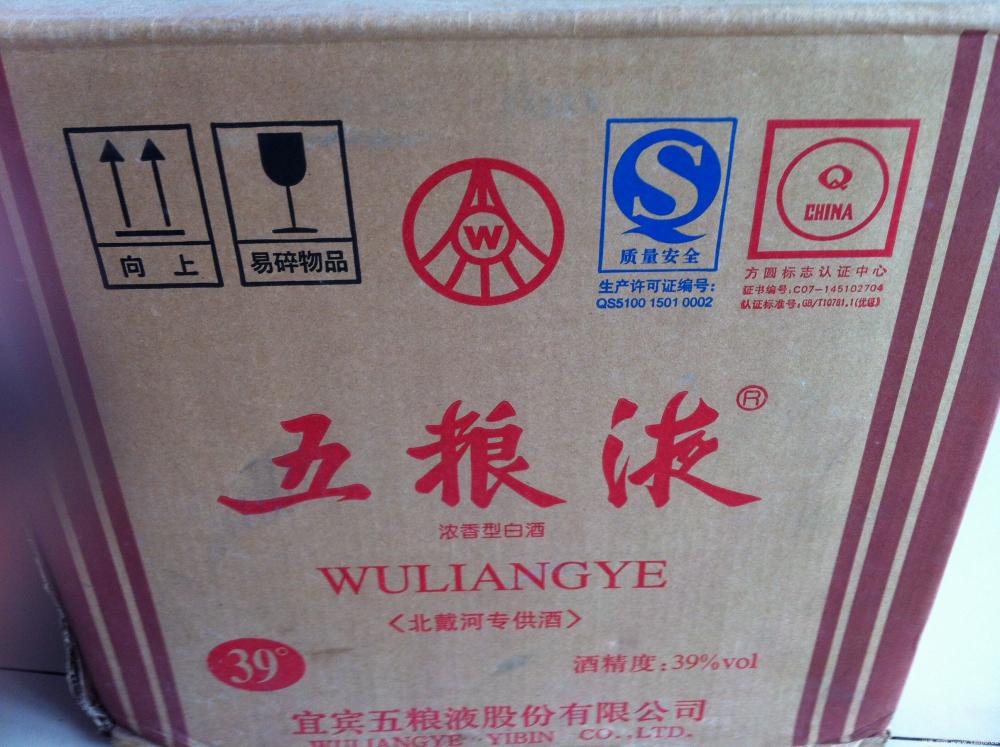 向 上
易碎物品
W
S
质量安全
生产许可证编号:
QS5100 1501 0002
Q
CHINA
方圆标志认证中心
证书编号:C07-145102704
认证标准号:GB/T10781.1(优级)
五粮液®
浓香型白酒
WULIANGYE
〈北戴河专供酒〉
39°
酒精度:39%vol
宜宾五粮液股份有限公司
WULIANGYE YIBIN CO.,LTD.